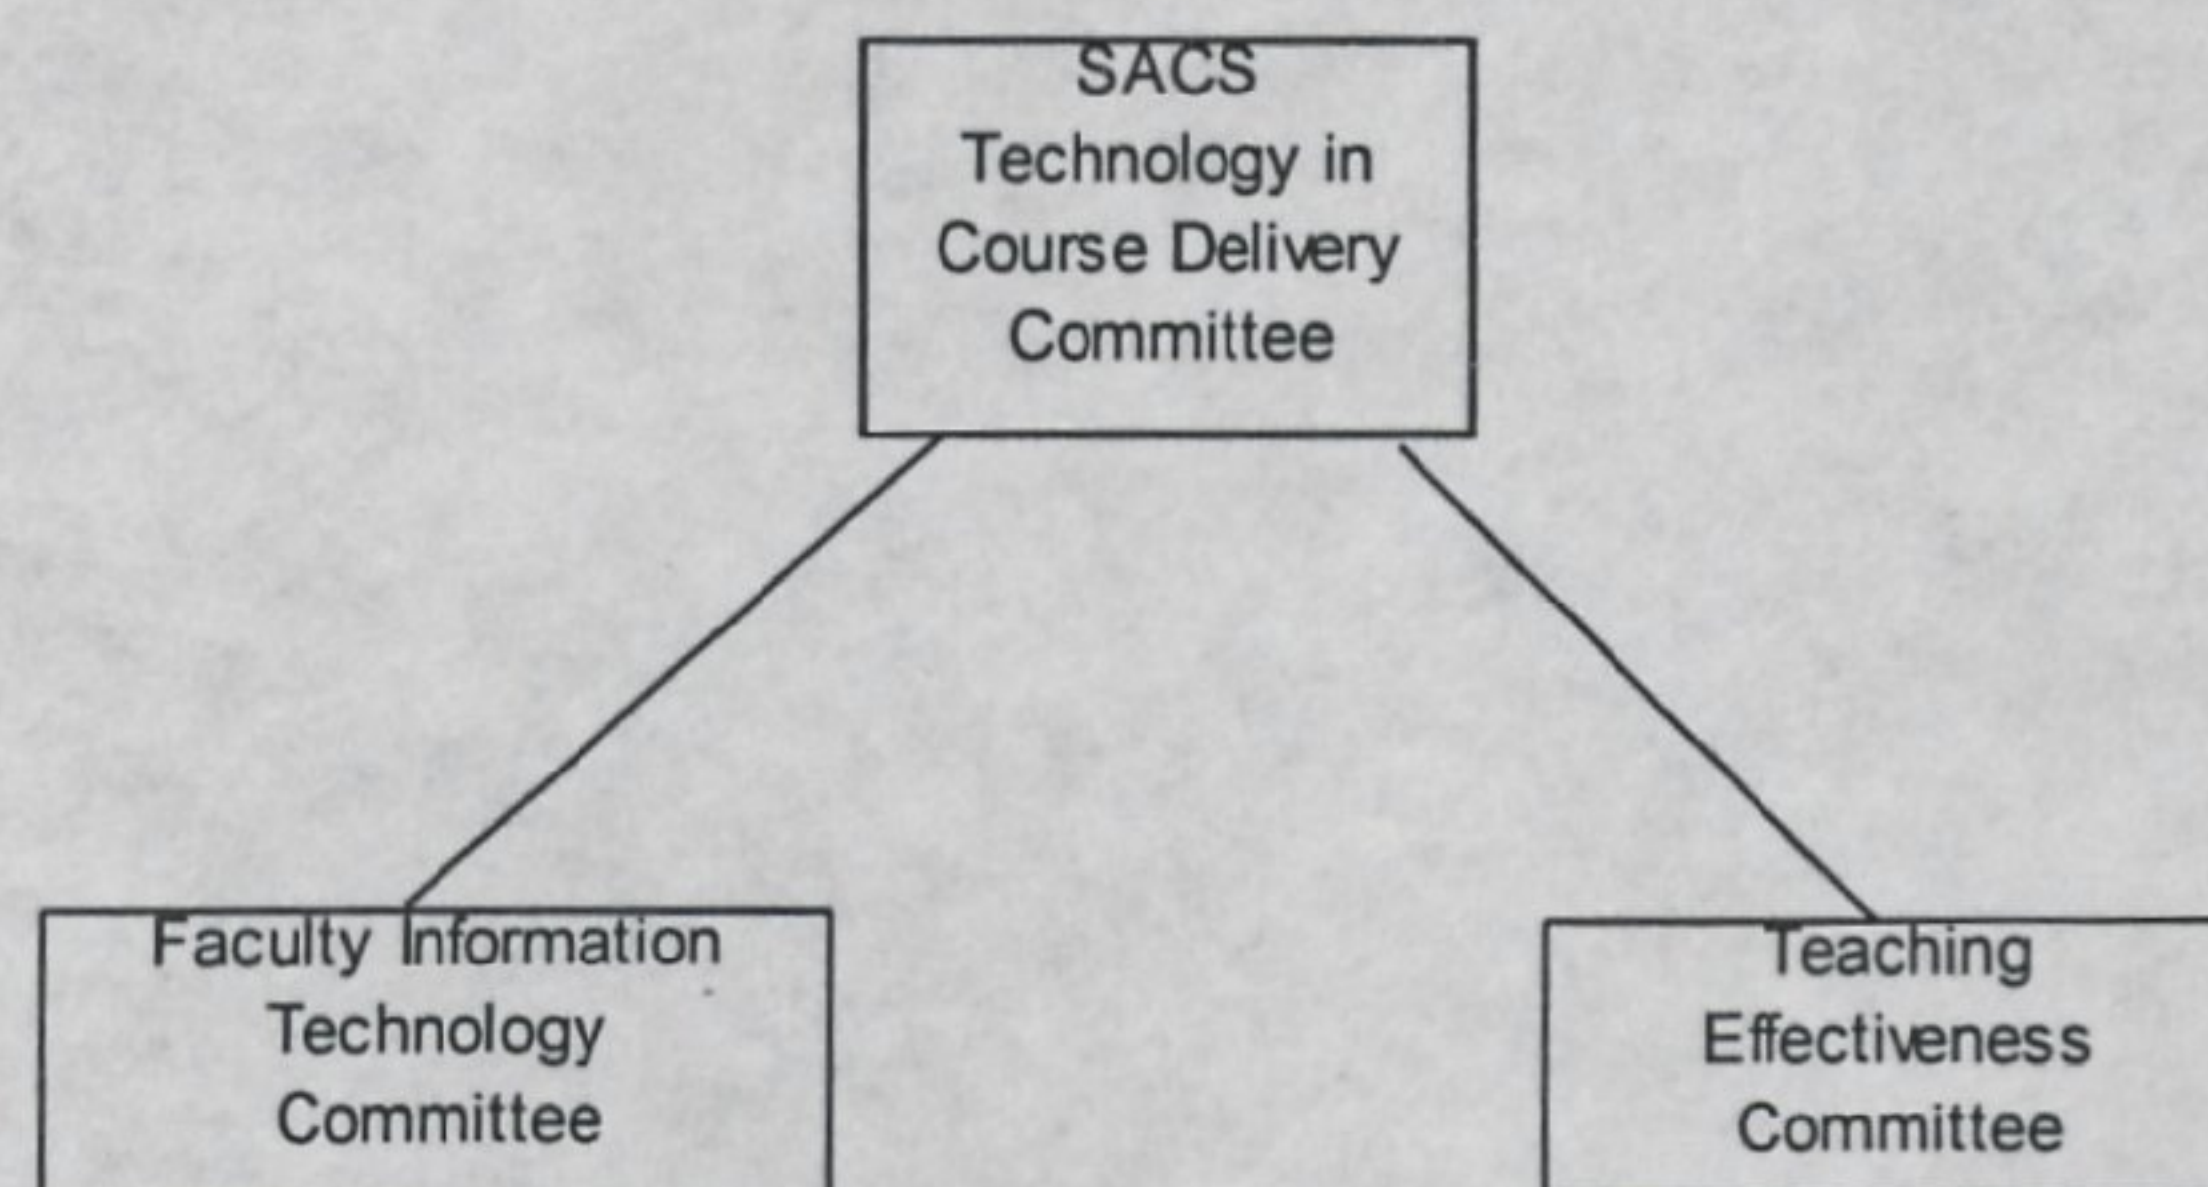 SACS
Technology in
Course Delivery
Committee
Faculty Information
Technology
Committee
Teaching
Effectiveness
Committee